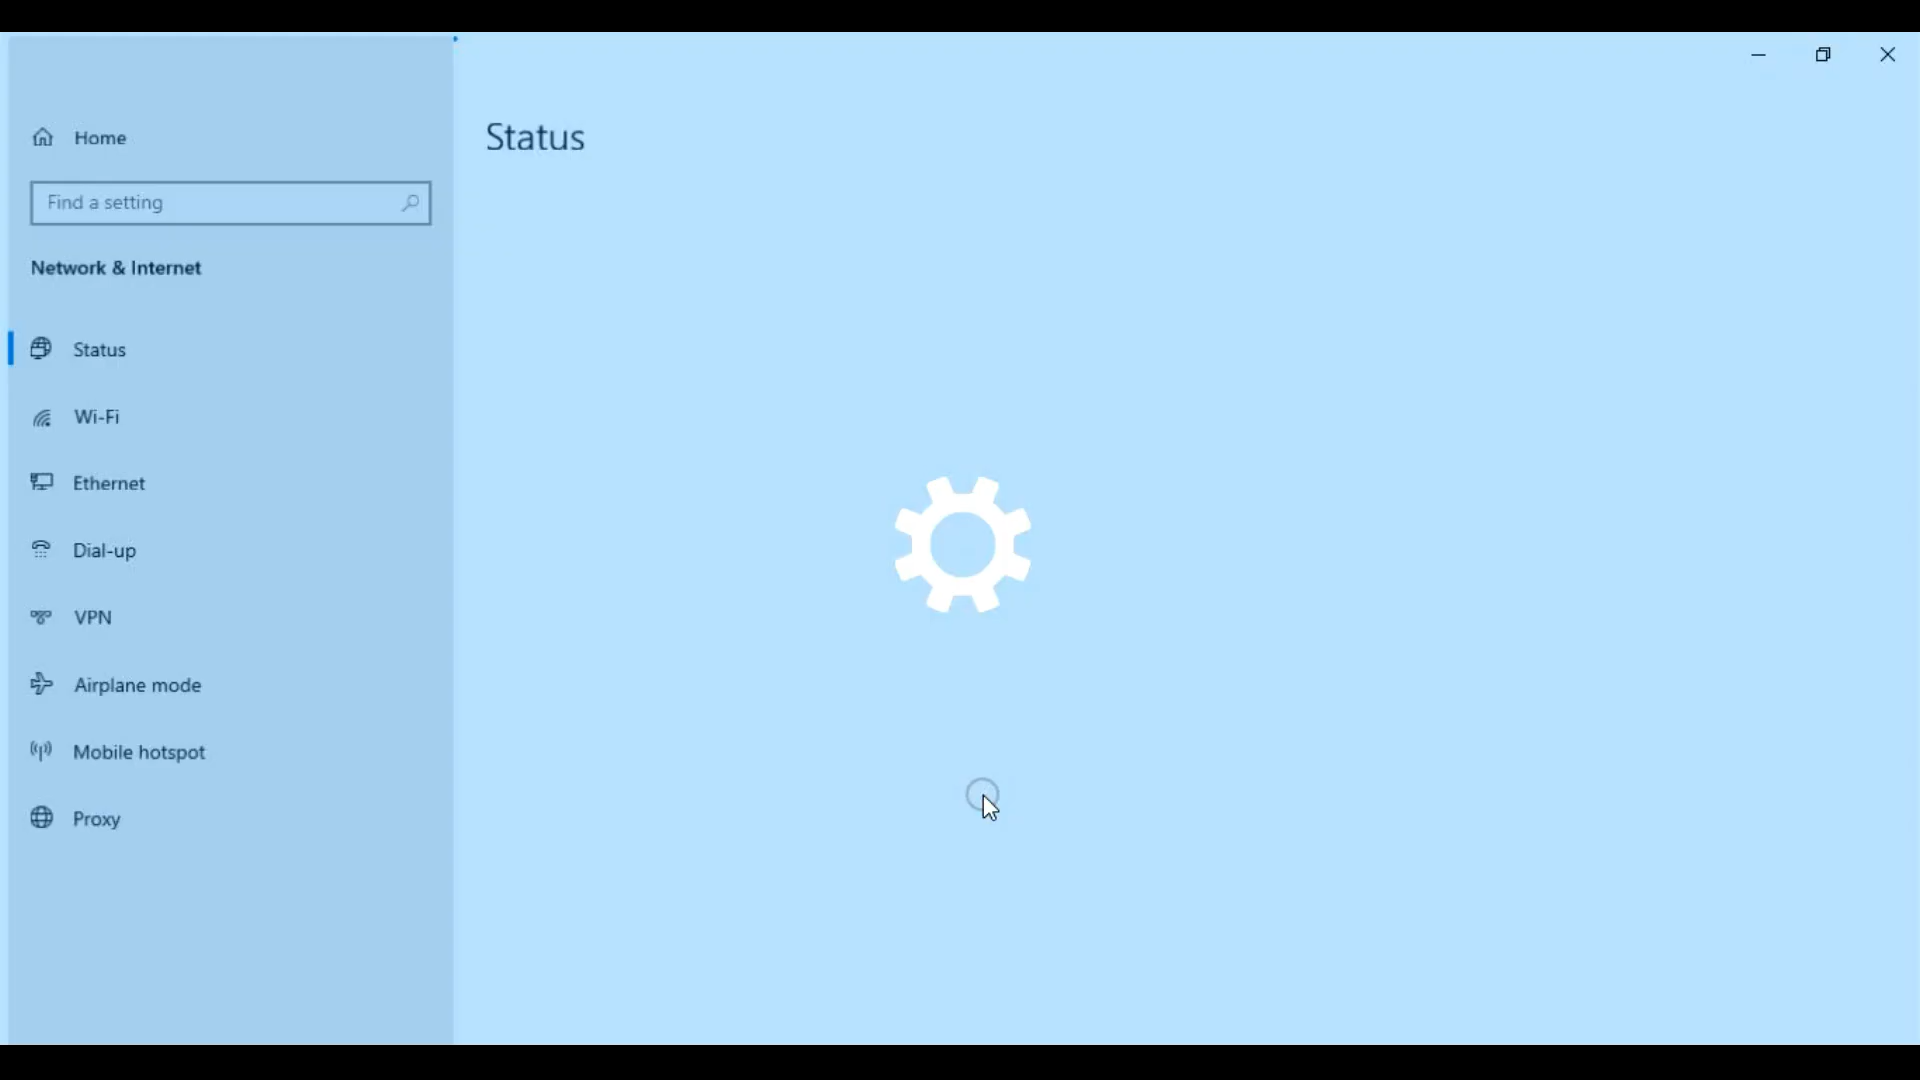 Home
Status
Find a setting
Network & Internet
Status
Wi-Fi
Ethernet
Dial-up
VPN
Airplane mode
Mobile hotspot
Proxy